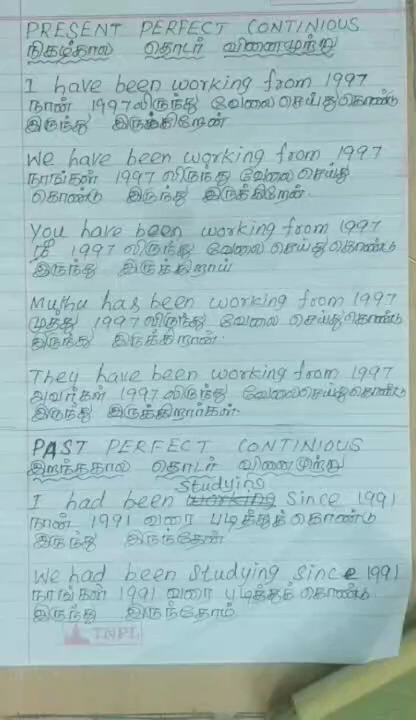 PRESENT PERFECT CONTINIOUS
நிகழ்கால தொடர் வினைமுற்று
I have been working from 1997
நான் 1997லிருந்து வேலைசெய்துகொண்டு
இருந்து இருக்கிறேன்
We have been working from 1997
நாங்கள் 1997லிருந்து வேலை செய்து
கொண்டு இருந்து இருக்கிறேன்.
You have been working from 1997
நீ 1997லிருந்து வேலை செய்துகொண்டு
இருந்து இருக்கிறாய்
Muthu has been working from 1997
முத்து 1997லிருந்து வேலை செய்துகொண்டு
இருந்து இருக்கிறான்.
They have been working from 1997
அவர்கள் 1997லிருந்து வேலைசெய்துகொண்டு
இருந்து இருக்கிறார்கள்.
PAST PERFECT CONTINIOUS
இறந்தகால தொடர் வினைமுற்று
studying
I had been working since 1991
நான் 1991 வரை படித்துக்கொண்டு
இருந்து இருந்தேன்
We had been studying since 1991
நாங்கள் 1991 வரை படித்துக்கொண்டு
இருந்து இருந்தோம்
TNPL